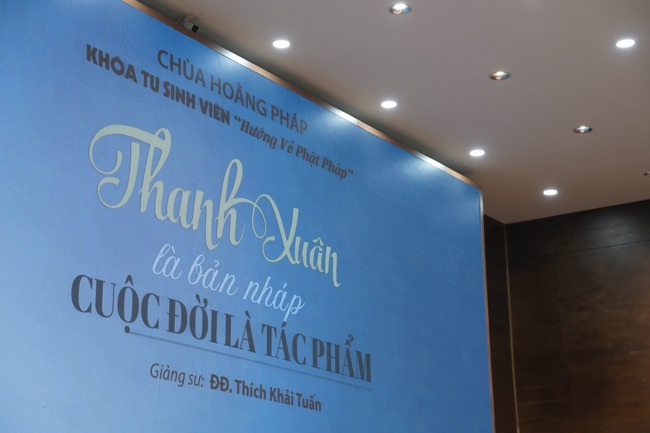 CHÙA HOẰNG PHÁP
KHÓA TU SINH VIÊN "Hướng Về Phật Pháp"
Thanh Xuân
là bản nháp
CUỘC ĐỜI LÀ TÁC PHẨM
Giảng sư: ĐĐ. Thích Khải Tuấn